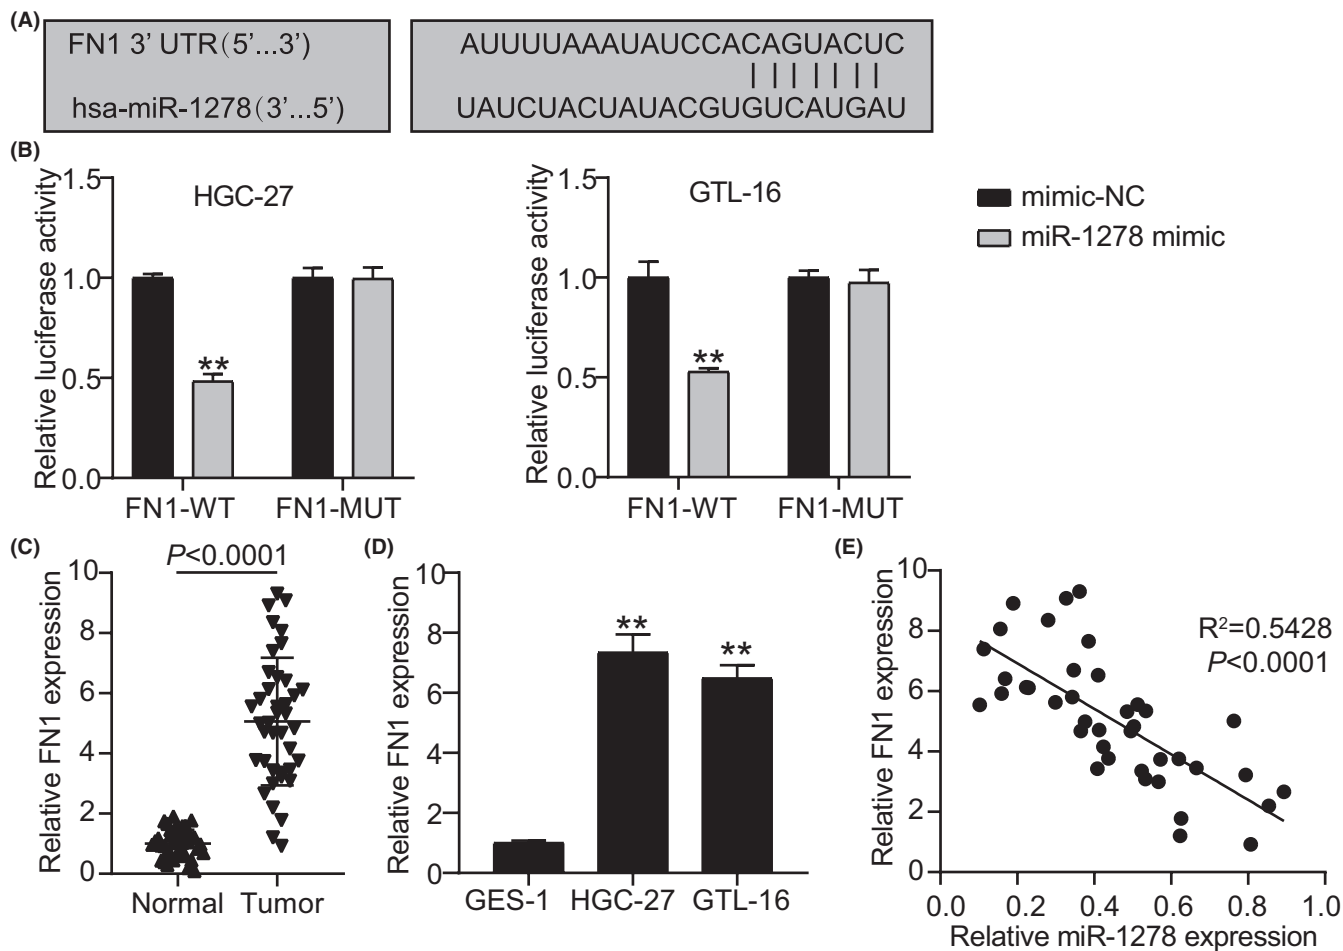 (A)
FN1 3' UTR(5'...3') AUUUUAAAUAUCCACAGUACUC
hsa-miR-1278(3'...5') UAUCUACUAUACGUGUCAUGAU
(B)
HGC-27
Relative luciferase activity
1.5
1.0
0.5
0.0
**
FN1-WT FN1-MUT
GTL-16
Relative luciferase activity
1.5
1.0
0.5
0.0
**
FN1-WT FN1-MUT
mimic-NC
miR-1278 mimic
(C)
P<0.0001
Relative FN1 expression
10
8
6
4
2
0
Normal Tumor
(D)
Relative FN1 expression
10
8
6
4
2
0
** **
GES-1 HGC-27 GTL-16
(E)
Relative FN1 expression
10
8
6
4
2
0
R²=0.5428
P<0.0001
0.0 0.2 0.4 0.6 0.8 1.0
Relative miR-1278 expression